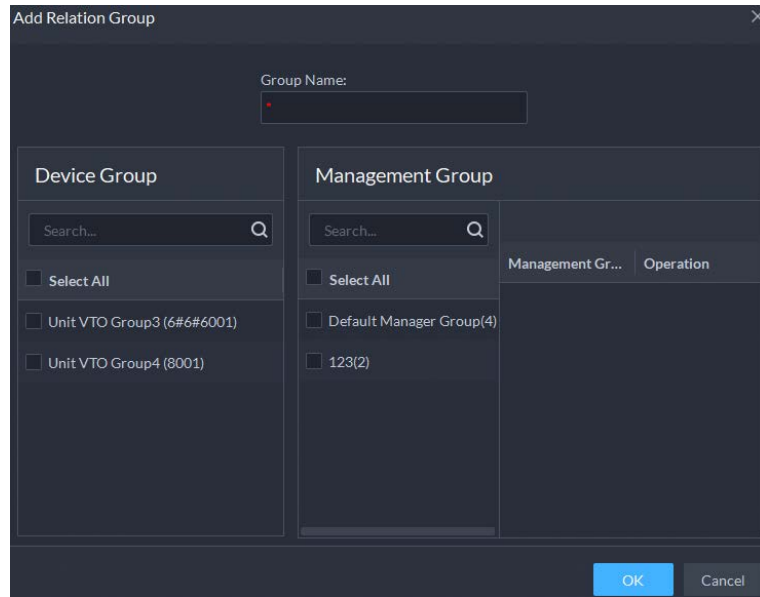 Add Relation Group
Group Name:
*
Device Group
Search...
Select All
Unit VTO Group3 (6#6#6001)
Unit VTO Group4 (8001)
Management Group
Search...
Select All
Default Manager Group(4)
123(2)
Management Gr... Operation
OK Cancel